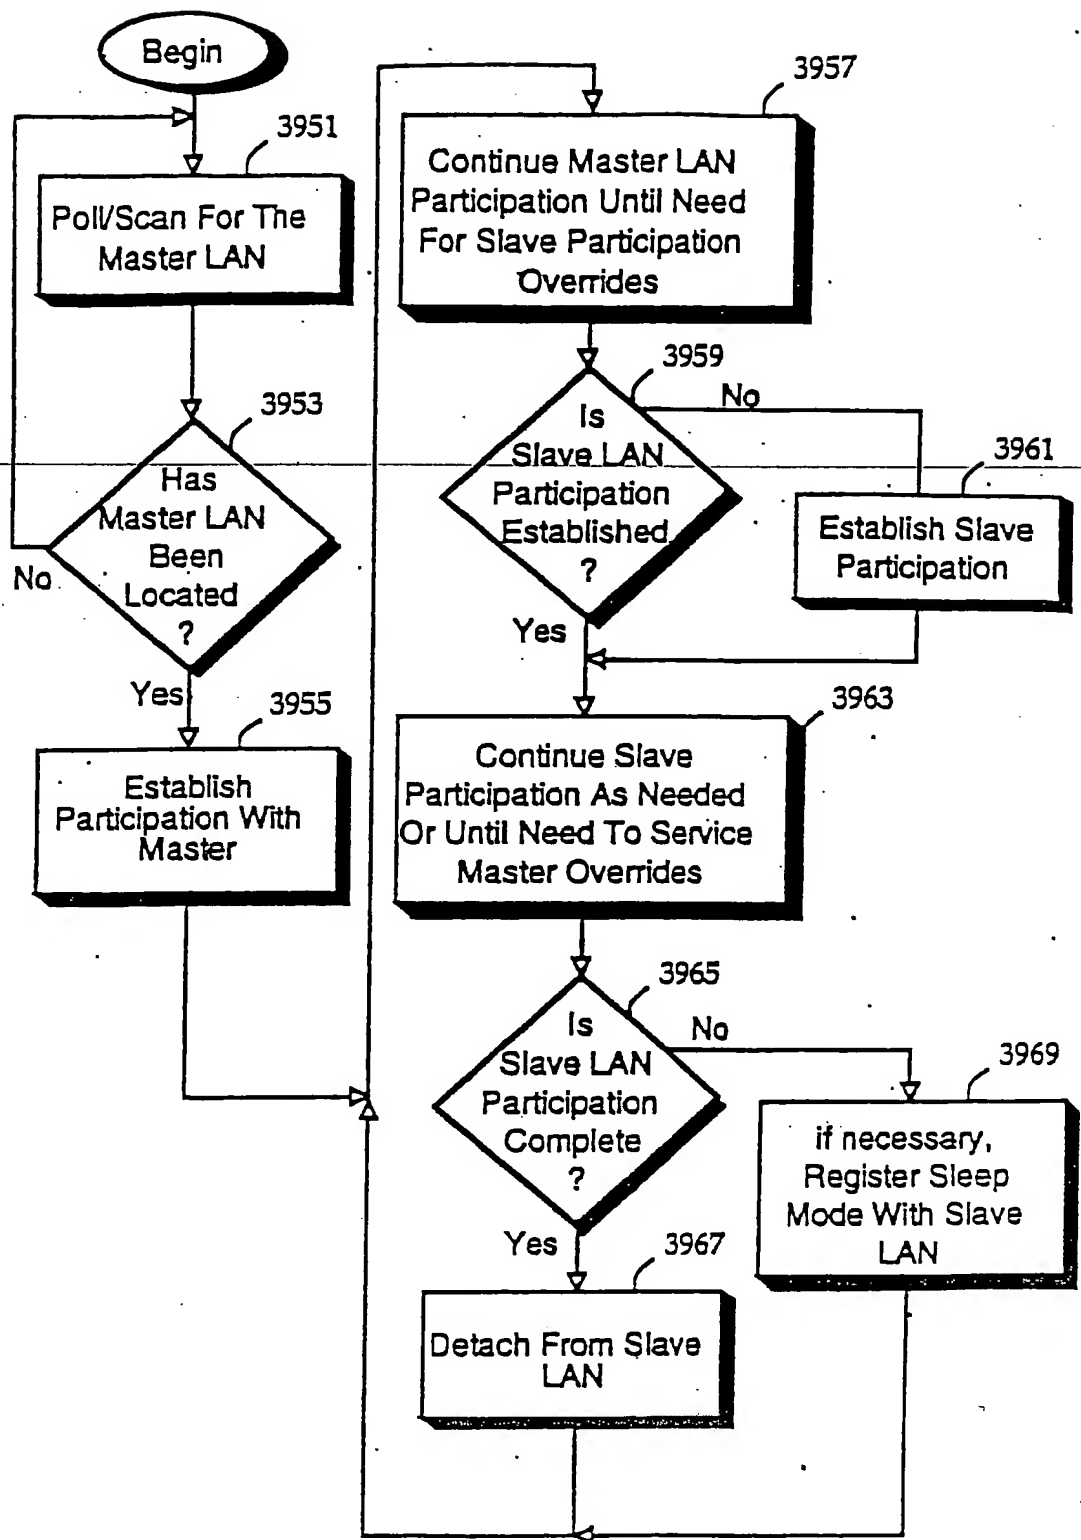 Begin
3951
Poll/Scan For The
Master LAN
3953
Has
Master LAN
Been
Located
?
No
Yes
3955
Establish
Participation With
Master
3957
Continue Master LAN
Participation Until Need
For Slave Participation
Overrides
3959
Is
Slave LAN
Participation
Established
?
No
3961
Establish Slave
Participation
Yes
3963
Continue Slave
Participation As Needed
Or Until Need To Service
Master Overrides
3965
Is
Slave LAN
Participation
Complete
?
No
3969
if necessary,
Register Sleep
Mode With Slave
LAN
Yes
3967
Detach From Slave
LAN